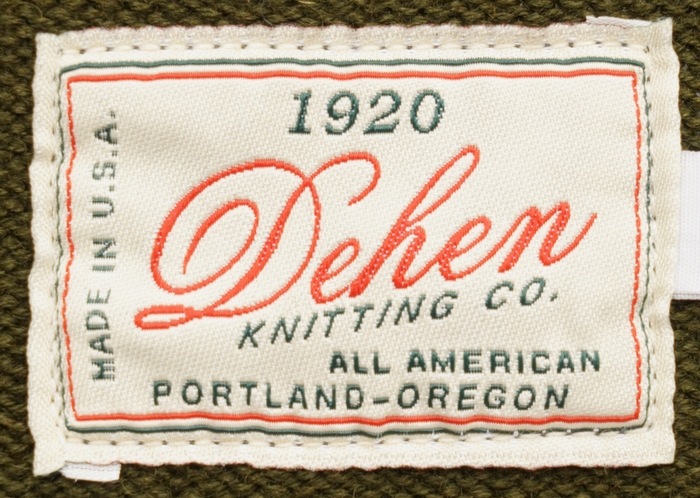 1920
Dehen
KNITTING CO.
ALL AMERICAN
PORTLAND-OREGON
MADE IN U.S.A.